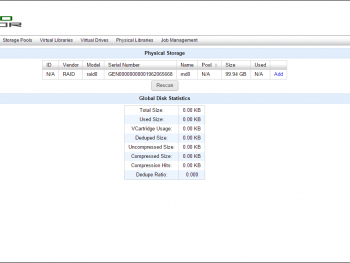 Storage Pools Virtual Libraries Virtual Drives Physical Libraries Job Management
Physical Storage
ID Vendor Model Serial Number Name Pool Size Used
N/A RAID raid0 md0 N/A 99.94 GB N/A Add
Rescan
Global Disk Statistics
Total Size: 0.00 KB
Used Size: 0.00 KB
VCartridge Usage: 0.00 KB
Deduped Size: 0.00 KB
Uncompressed Size: 0.00 KB
Compressed Size: 0.00 KB
Compression Hits: 0.00 KB
Dedupe Ratio: 0.000